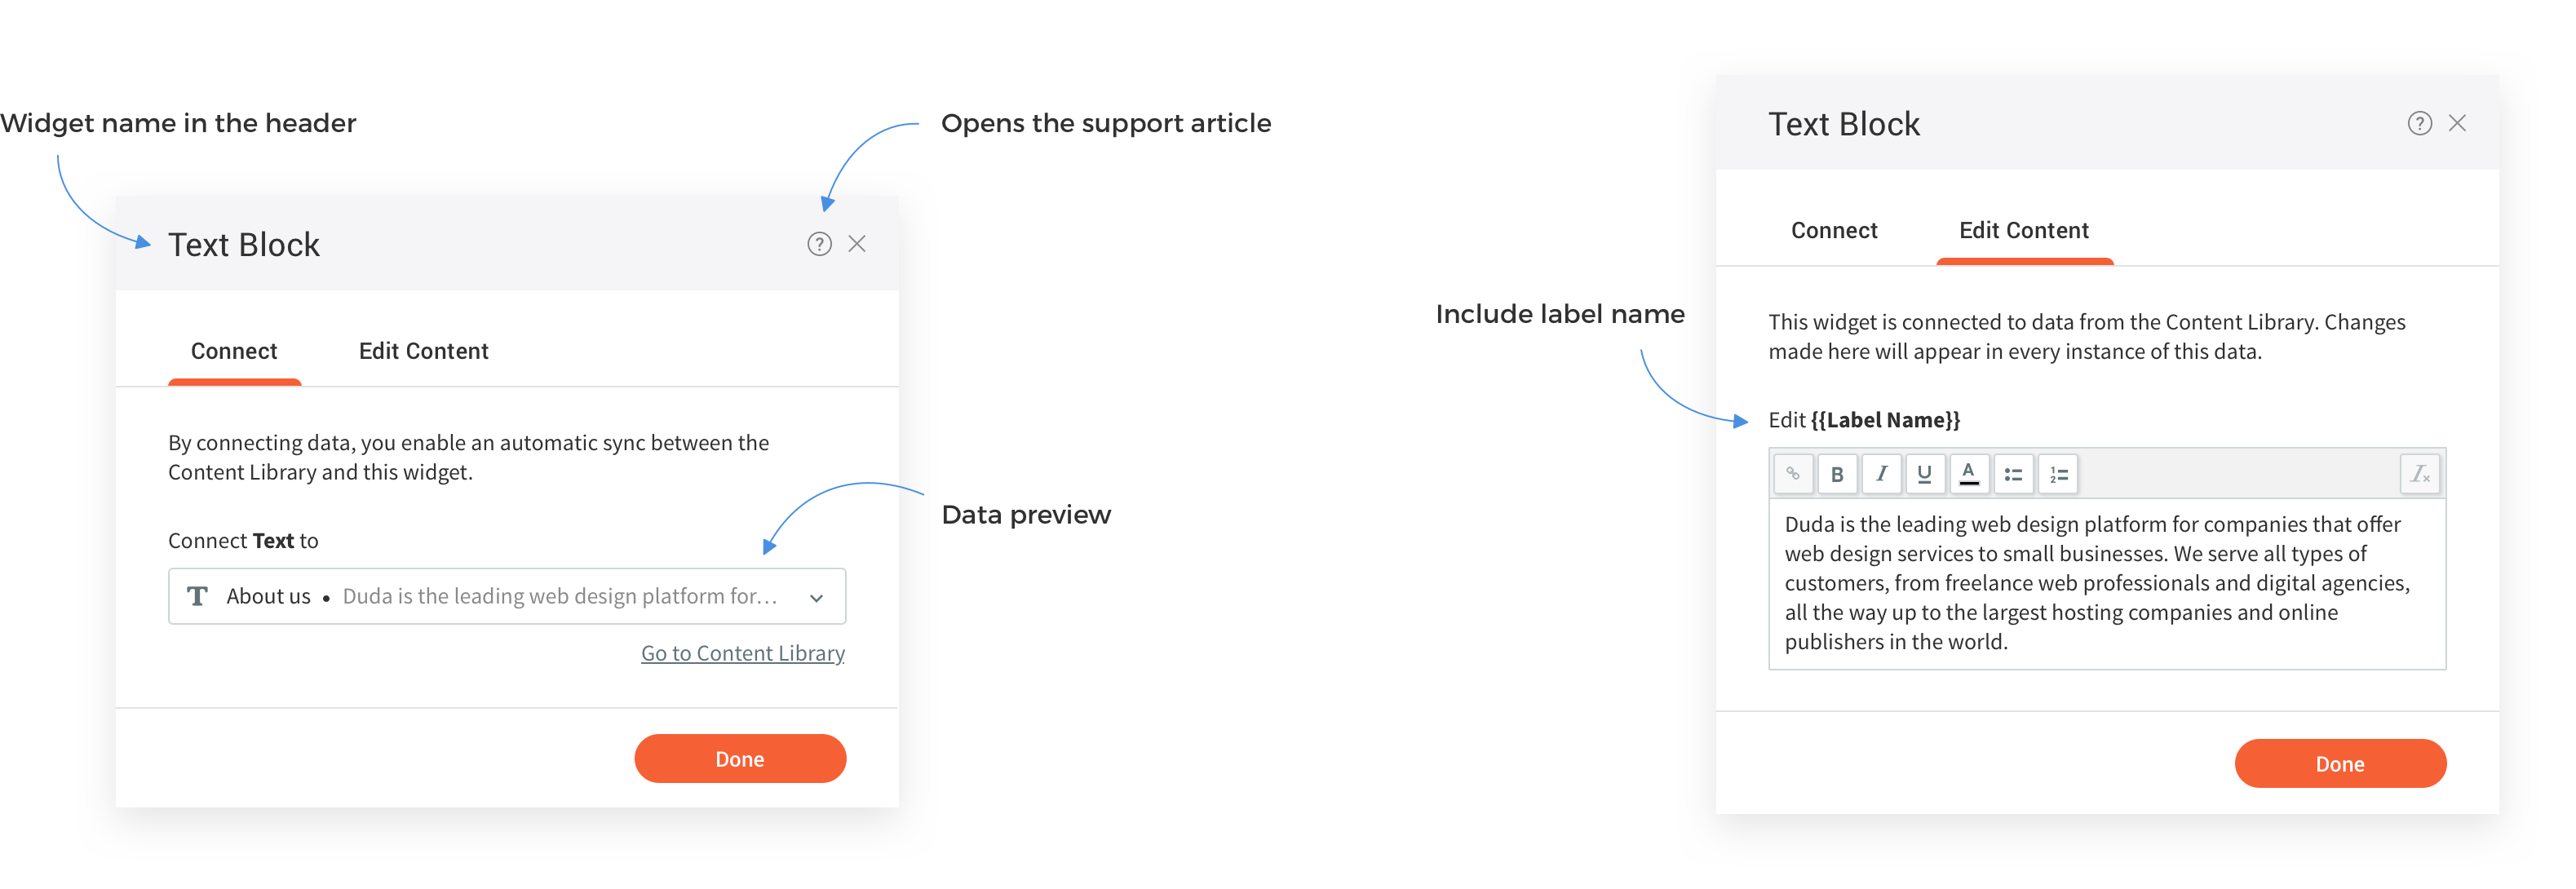 Widget name in the header
Opens the support article
Text Block
?
Connect
Edit Content
By connecting data, you enable an automatic sync between the
Content Library and this widget.
Connect Text to
T About us • Duda is the leading web design platform for...
Data preview
Go to Content Library
Done
Text Block
?
Connect
Edit Content
Include label name
This widget is connected to data from the Content Library. Changes
made here will appear in every instance of this data.
Edit {{Label Name}}
B I U A 1 2 Ix
Duda is the leading web design platform for companies that offer
web design services to small businesses. We serve all types of
customers, from freelance web professionals and digital agencies,
all the way up to the largest hosting companies and online
publishers in the world.
Done